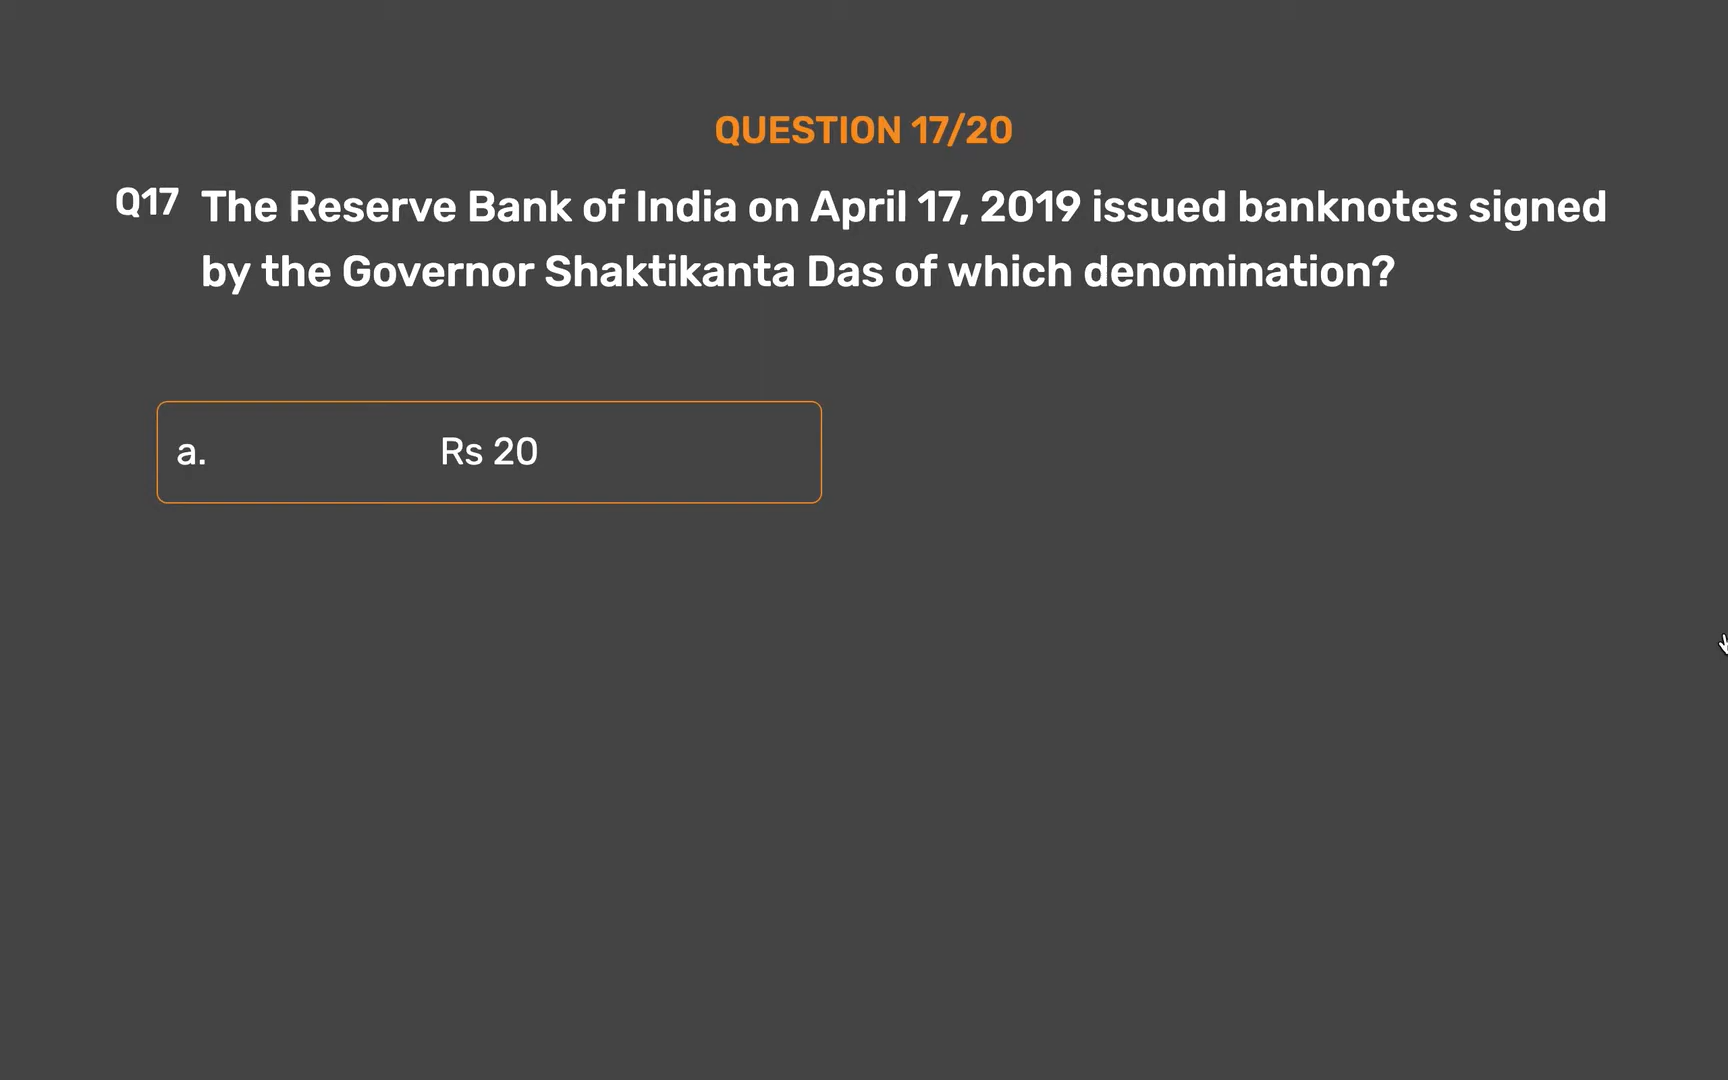 QUESTION 17/20
Q17 The Reserve Bank of India on April 17, 2019 issued banknotes signed
by the Governor Shaktikanta Das of which denomination?
a. Rs 20